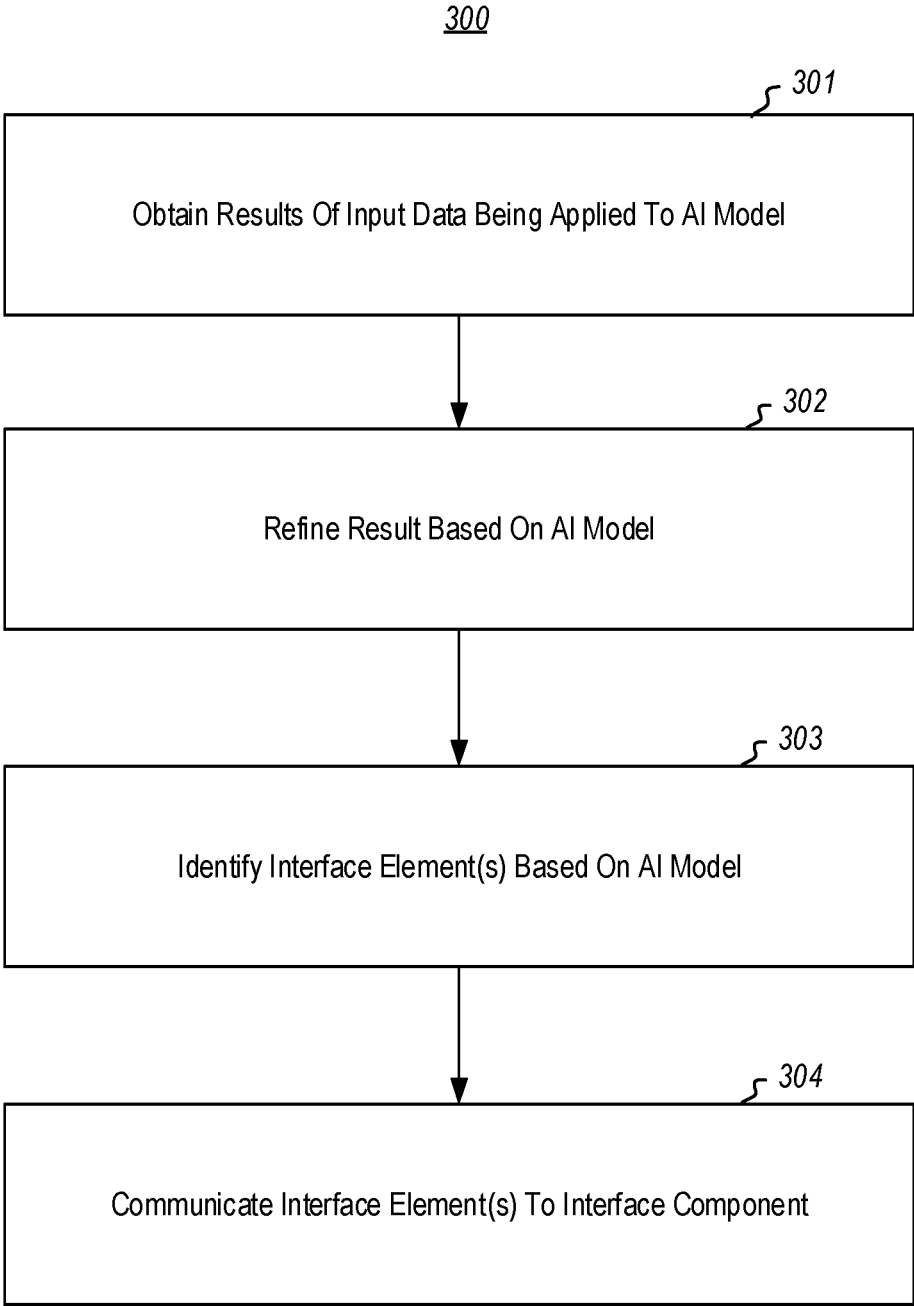 300
301
Obtain Results Of Input Data Being Applied To AI Model
302
Refine Result Based On AI Model
303
Identify Interface Element(s) Based On AI Model
304
Communicate Interface Element(s) To Interface Component